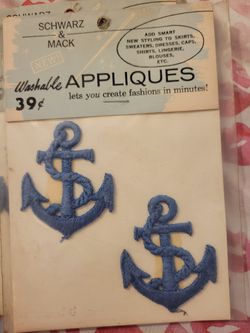 SCHWARZ
&
MACK
ADD SMART
NEW STYLING TO SKIRTS,
SWEATERS, DRESSES, CAPS,
SHIRTS, LINGERIE,
BLOUSES,
ETC.
Washable APPLIQUES
39¢ lets you create fashions in minutes!